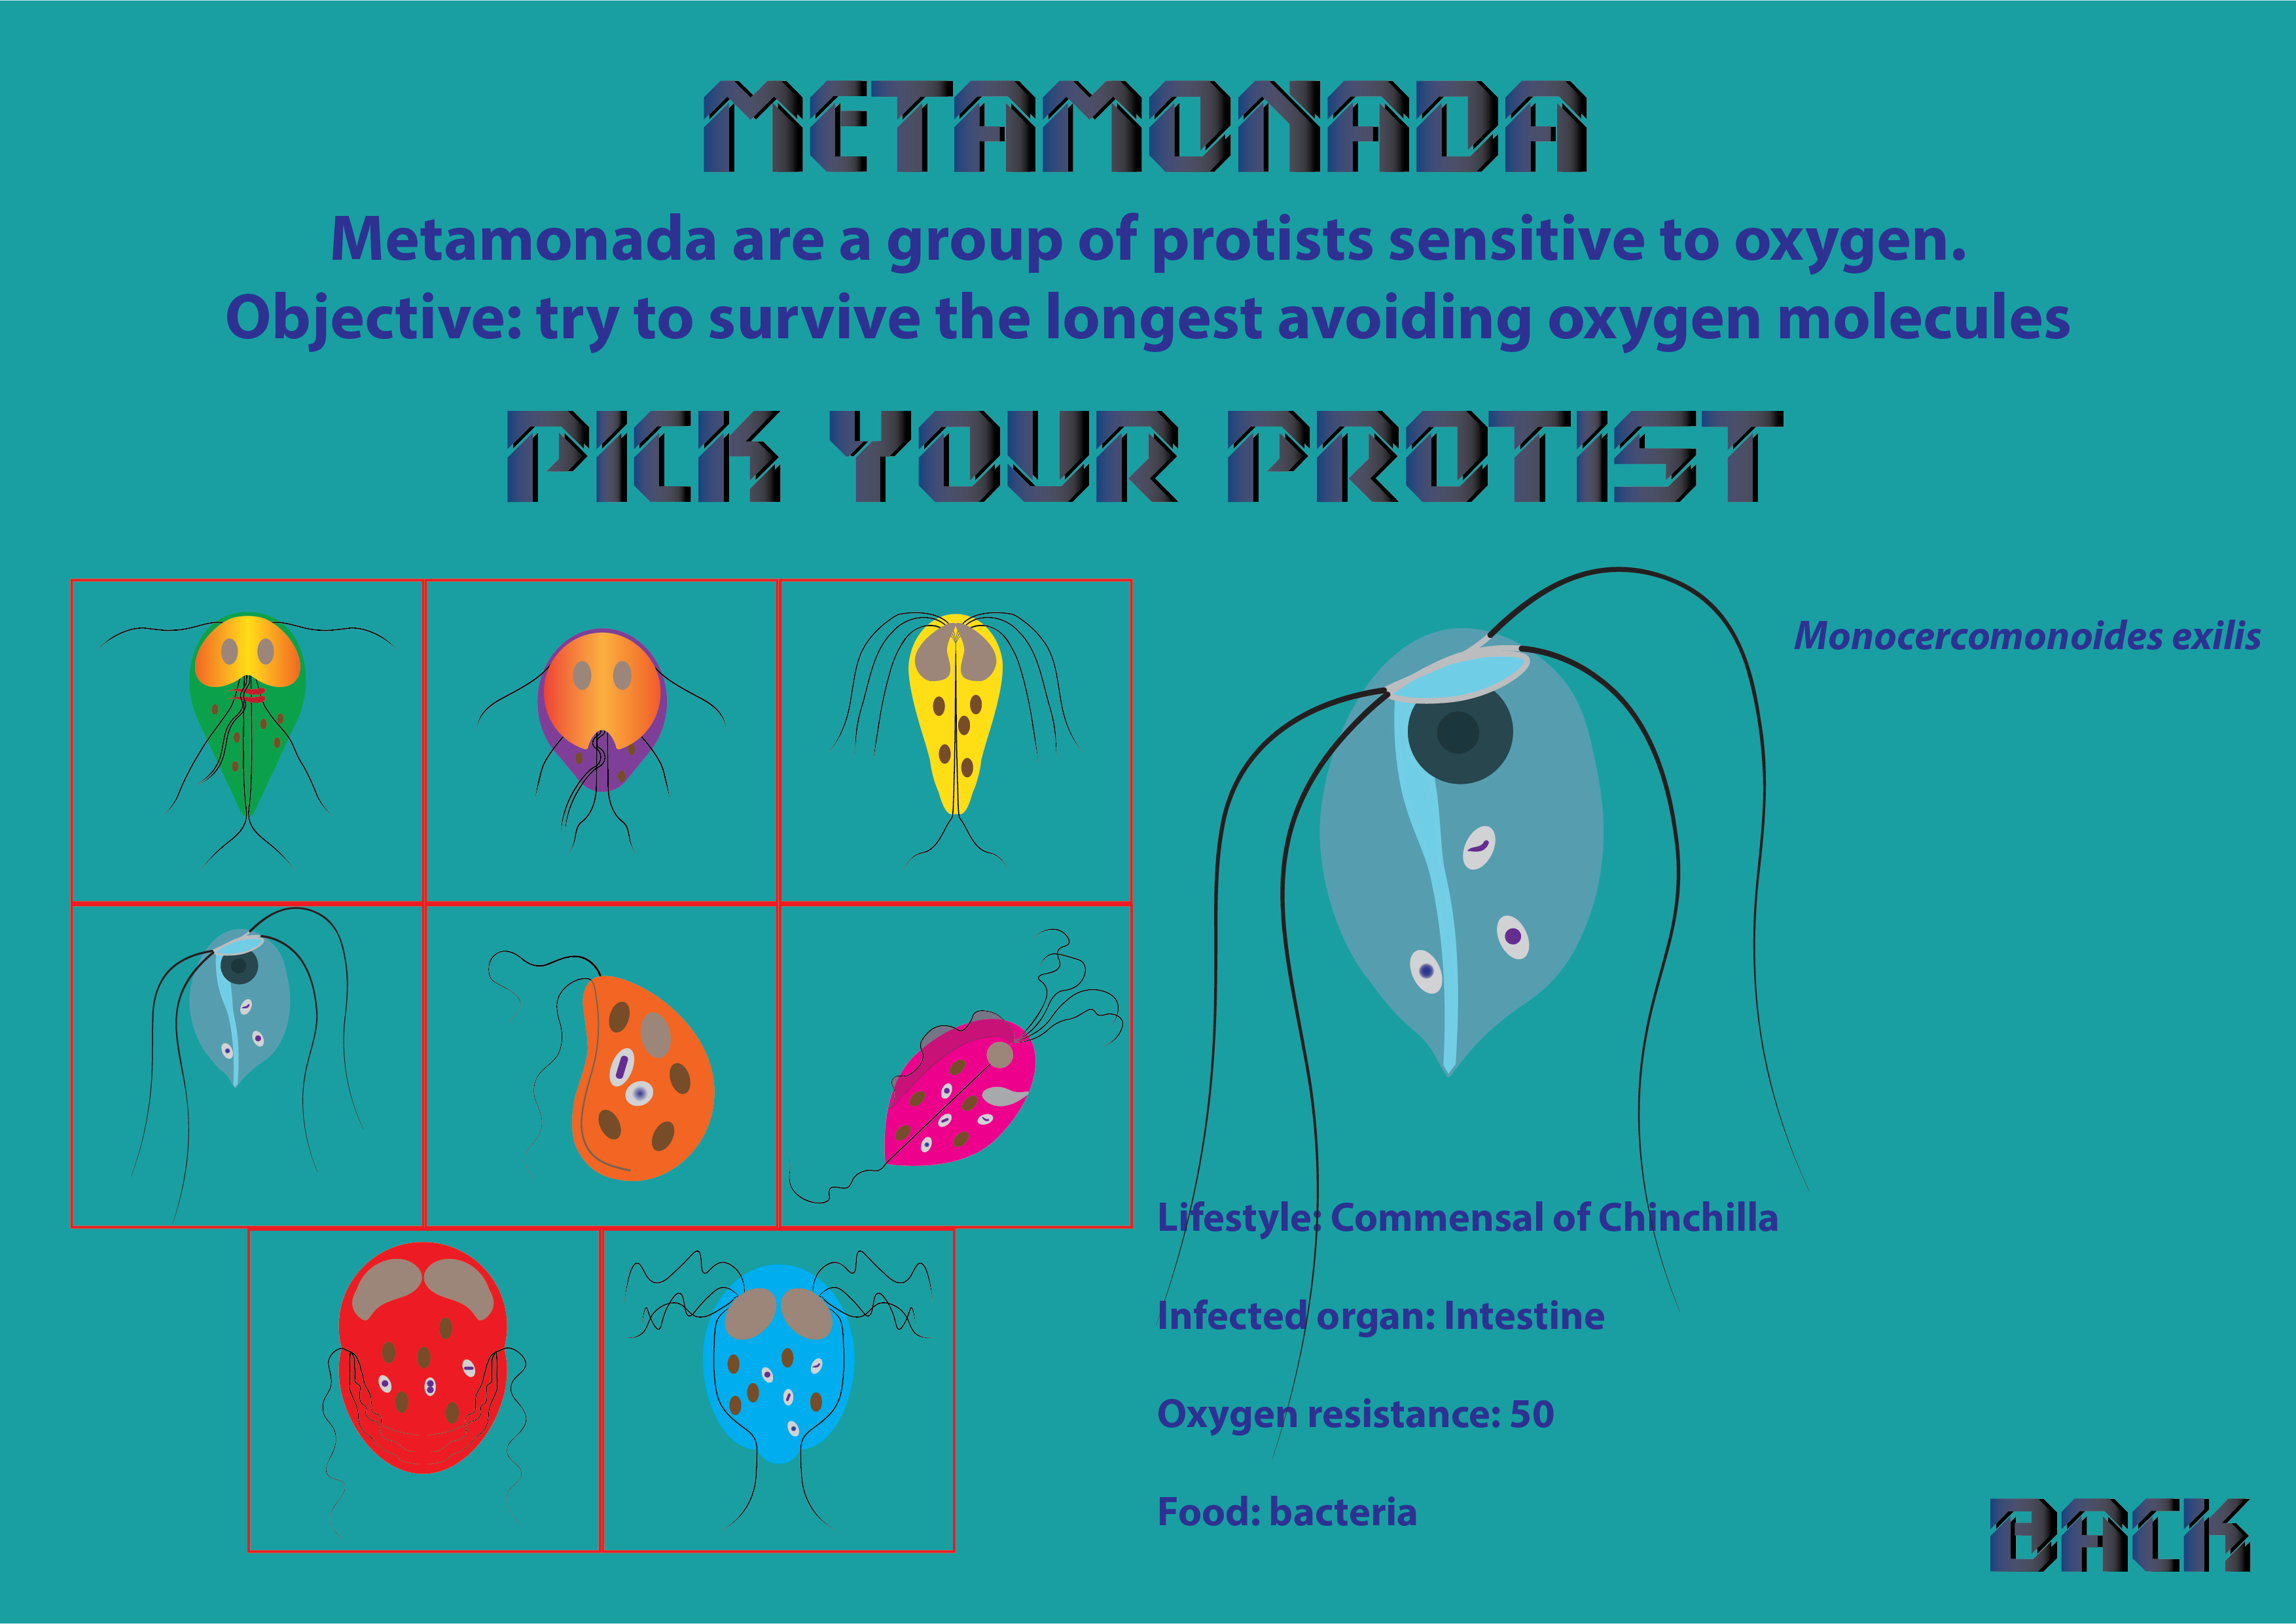 METAMONADA
Metamonada are a group of protists sensitive to oxygen.
Objective: try to survive the longest avoiding oxygen molecules
PICK YOUR PROTIST
Monocercomonoides exilis
Lifestyle: Commensal of Chinchilla
Infected organ: Intestine
Oxygen resistance: 50
Food: bacteria
BACK